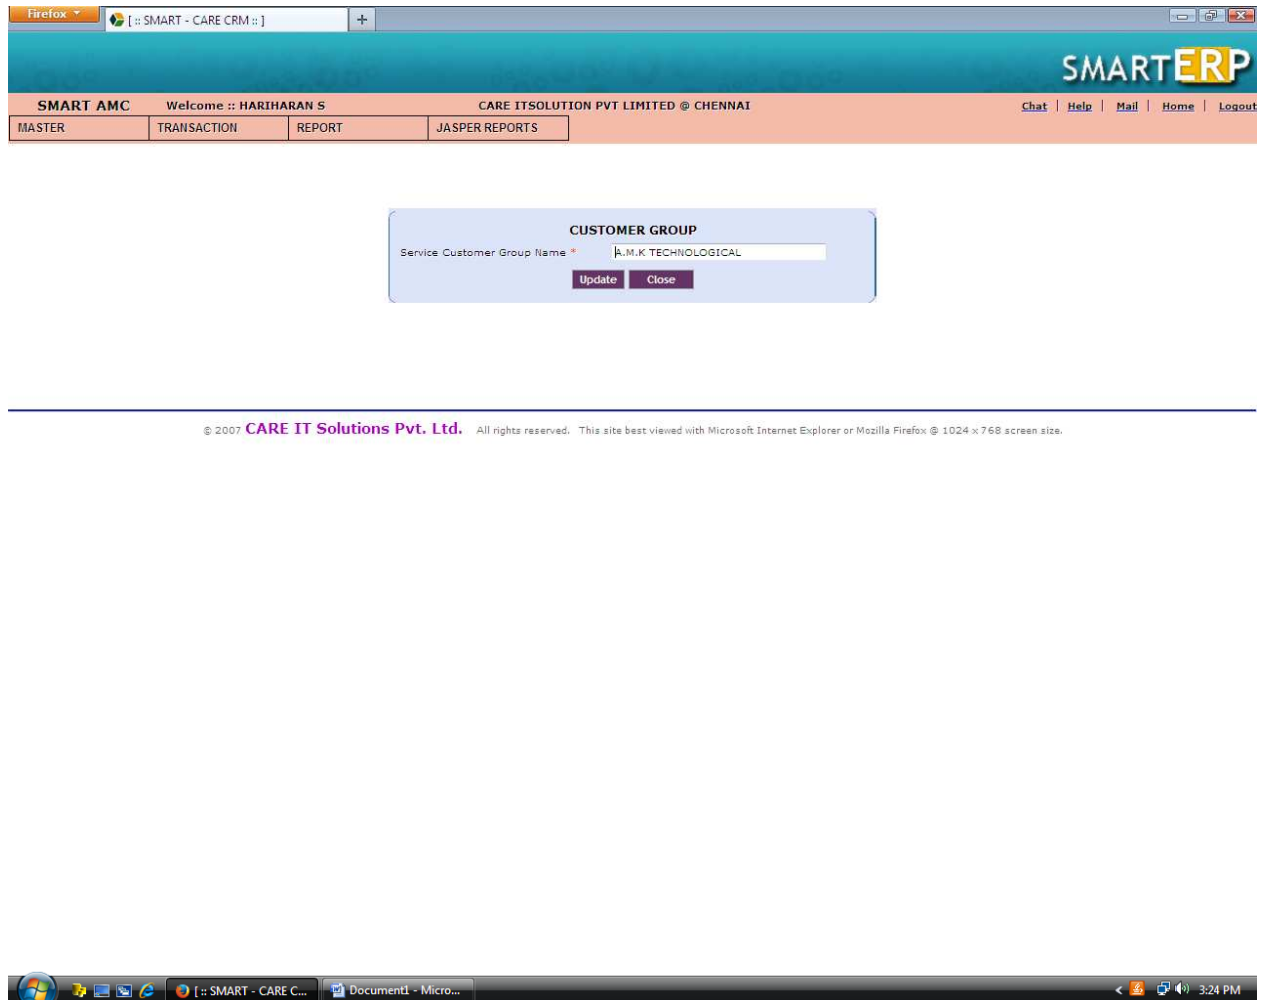 Firefox
[ :: SMART - CARE CRM :: ]
+
SMARTERP
SMART AMC Welcome :: HARIHARAN S CARE ITSOLUTION PVT LIMITED @ CHENNAI Chat | Help | Mail | Home | Logout
MASTER TRANSACTION REPORT JASPER REPORTS
CUSTOMER GROUP
Service Customer Group Name * A.M.K TECHNOLOGICAL
Update Close
© 2007 CARE IT Solutions Pvt. Ltd. All rights reserved. This site best viewed with Microsoft Internet Explorer or Mozilla Firefox @ 1024 x 768 screen size.
[ :: SMART - CARE C... Document1 - Micro... < 3:24 PM